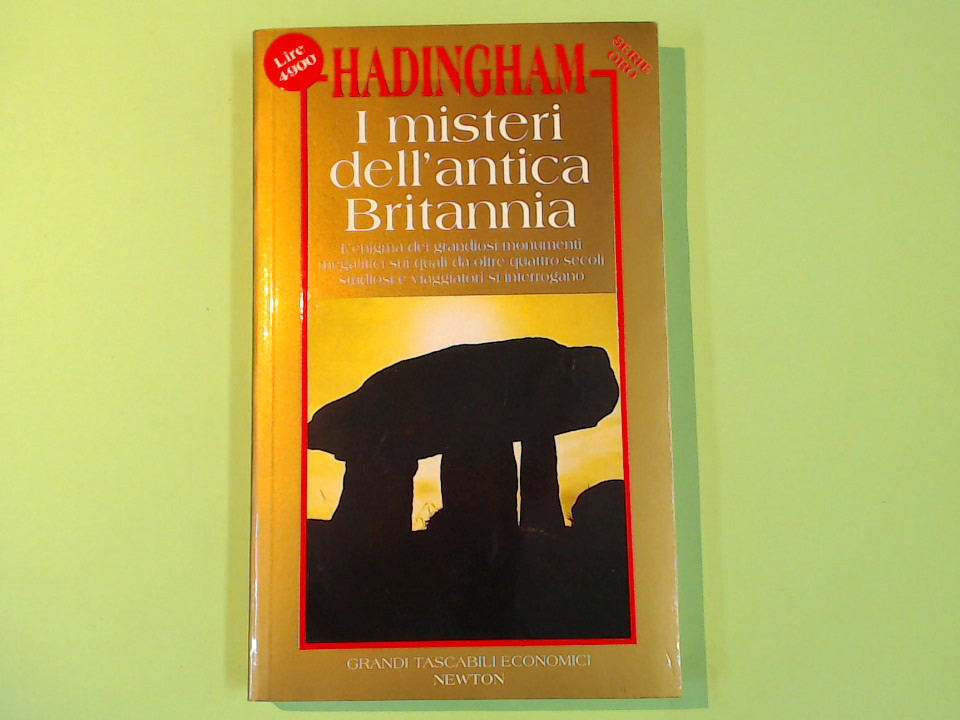 Lire
4900
HADINGHAM
SERIE
ORO
I misteri
dell'antica
Britannia
L'enigma dei grandiosi monumenti
megalitici sui quali da oltre quattro secoli
studiosi e viaggiatori si interrogano
GRANDI TASCABILI ECONOMICI
NEWTON